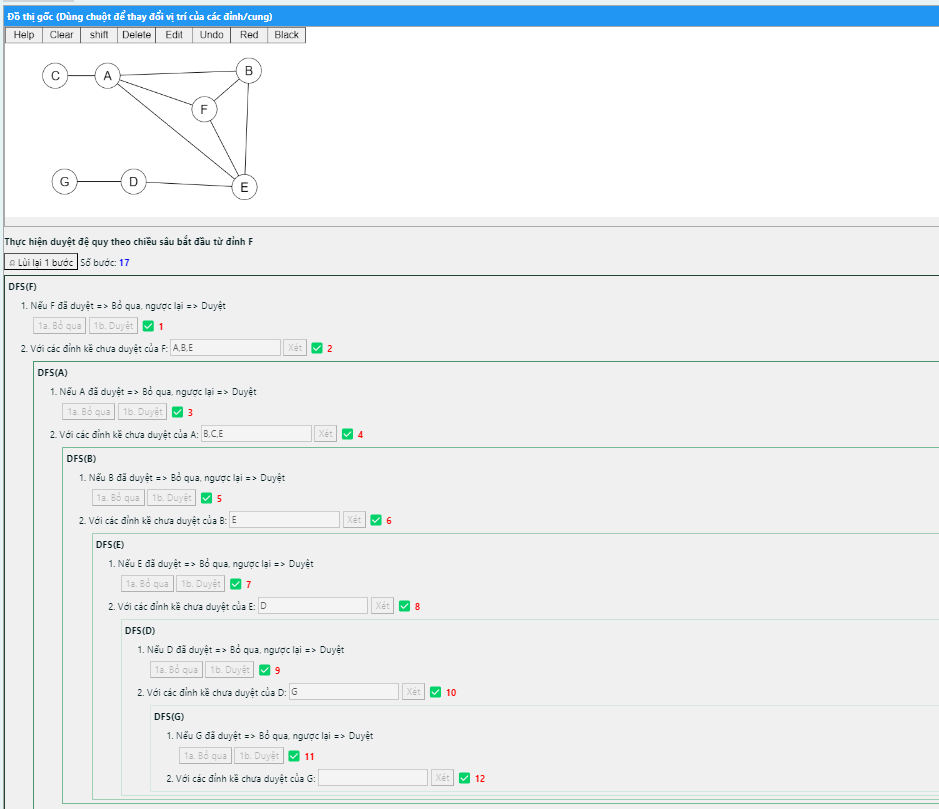 Đồ thị gốc (Dùng chuột để thay đổi vị trí của các đỉnh/cung)
Help Clear shift Delete Edit Undo Red Black
C A B
F
G D E
Thực hiện duyệt đệ quy theo chiều sâu bắt đầu từ đỉnh F
Lùi lại 1 bước Số bước: 17
DFS(F)
1. Nếu F đã duyệt => Bỏ qua, ngược lại => Duyệt
1a. Bỏ qua 1b. Duyệt 1
2. Với các đỉnh kề chưa duyệt của F: A,B,E Xét 2
DFS(A)
1. Nếu A đã duyệt => Bỏ qua, ngược lại => Duyệt
1a. Bỏ qua 1b. Duyệt 3
2. Với các đỉnh kề chưa duyệt của A: B,C,E Xét 4
DFS(B)
1. Nếu B đã duyệt => Bỏ qua, ngược lại => Duyệt
1a. Bỏ qua 1b. Duyệt 5
2. Với các đỉnh kề chưa duyệt của B: E Xét 6
DFS(E)
1. Nếu E đã duyệt => Bỏ qua, ngược lại => Duyệt
1a. Bỏ qua 1b. Duyệt 7
2. Với các đỉnh kề chưa duyệt của E: D Xét 8
DFS(D)
1. Nếu D đã duyệt => Bỏ qua, ngược lại => Duyệt
1a. Bỏ qua 1b. Duyệt 9
2. Với các đỉnh kề chưa duyệt của D: G Xét 10
DFS(G)
1. Nếu G đã duyệt => Bỏ qua, ngược lại => Duyệt
1a. Bỏ qua 1b. Duyệt 11
2. Với các đỉnh kề chưa duyệt của G: Xét 12